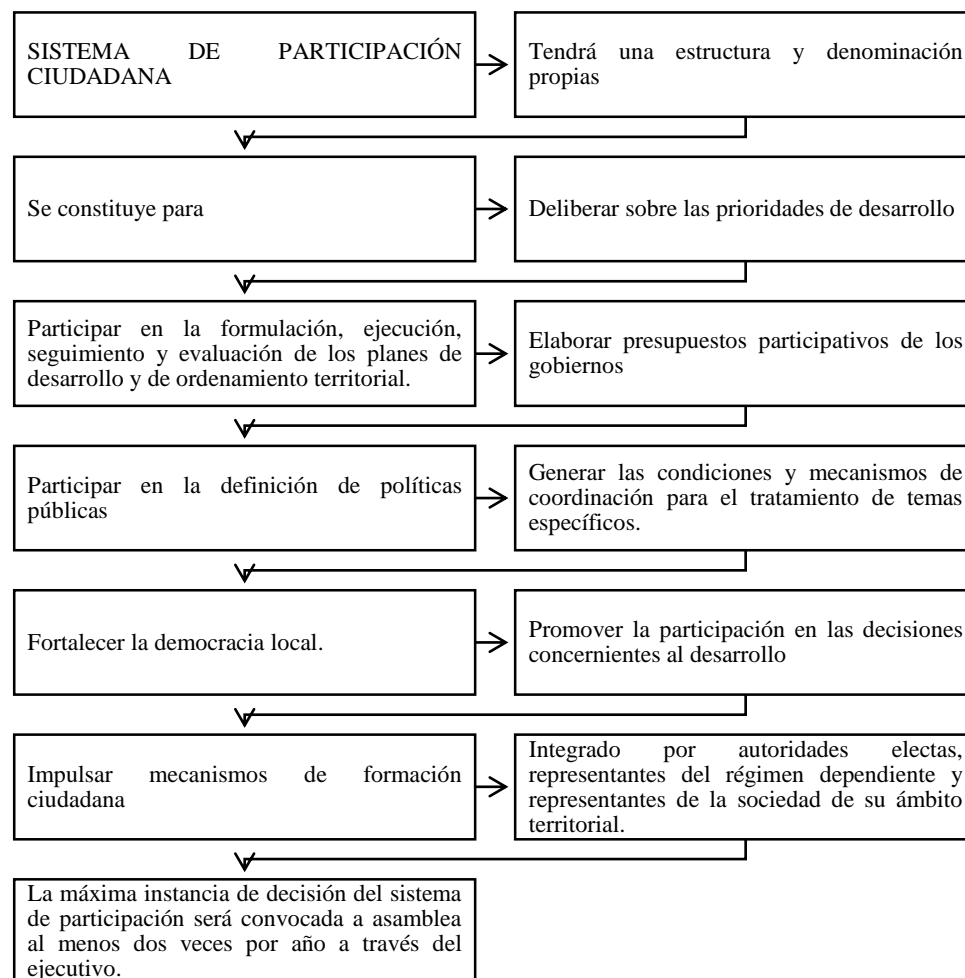 SISTEMA DE PARTICIPACIÓN
CIUDADANA
Tendrá una estructura y denominación
propias
Se constituye para
Deliberar sobre las prioridades de desarrollo
Participar en la formulación, ejecución,
seguimiento y evaluación de los planes de
desarrollo y de ordenamiento territorial.
Elaborar presupuestos participativos de los
gobiernos
Participar en la definición de políticas
públicas
Generar las condiciones y mecanismos de
coordinación para el tratamiento de temas
específicos.
Fortalecer la democracia local.
Promover la participación en las decisiones
concernientes al desarrollo
Impulsar mecanismos de formación
ciudadana
Integrado por autoridades electas,
representantes del régimen dependiente y
representantes de la sociedad de su ámbito
territorial.
La máxima instancia de decisión del sistema
de participación será convocada a asamblea
al menos dos veces por año a través del
ejecutivo.